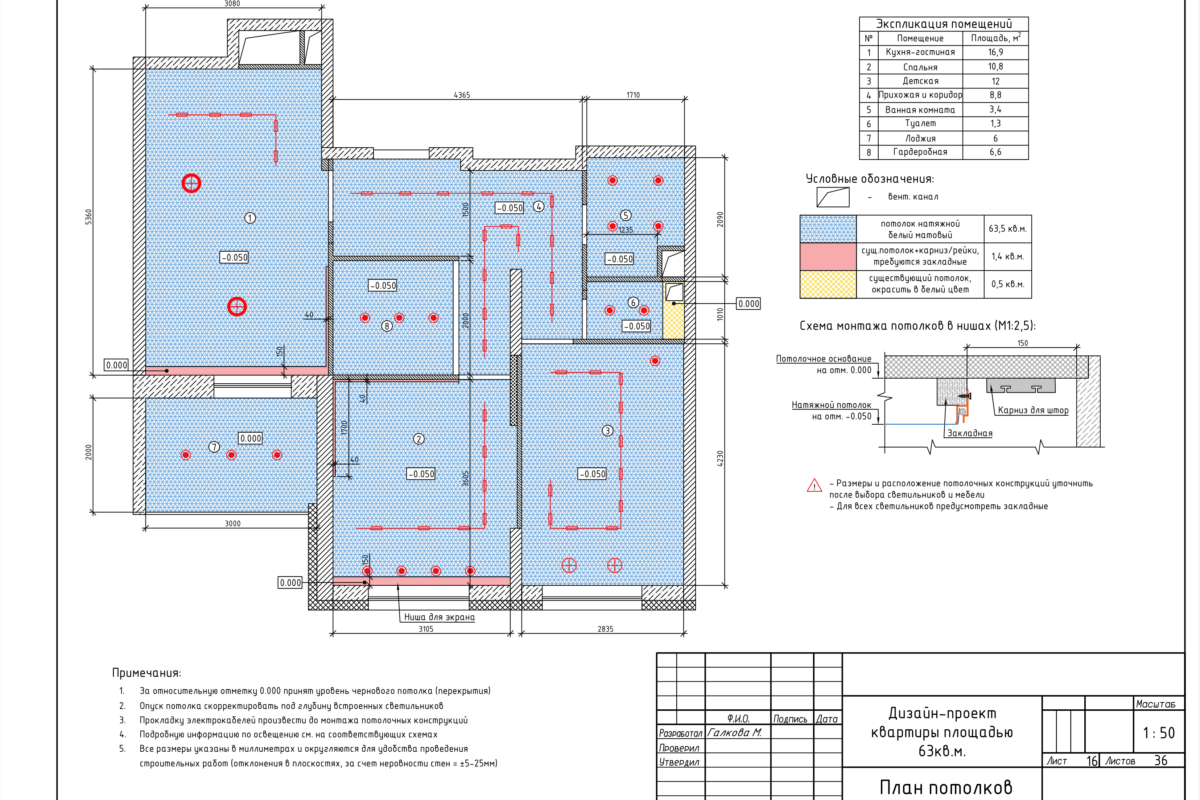 3080
Экспликация помещений
№ Помещение Площадь, м²
1 Кухня-гостиная 16,9
2 Спальня 10,8
3 Детская 12
4 Прихожая и коридор 8,8
5 Ванная комната 3,4
6 Туалет 1,3
7 Лоджия 6
8 Гардеробная 6,6
Условные обозначения:
- вент. канал
потолок натяжной
белый матовый
63,5 кв.м.
сущ.потолок+карниз/рейки,
требуются закладные
1,4 кв.м.
существующий потолок,
окрасить в белый цвет
0,5 кв.м.
Схема монтажа потолков в нишах (М1:2,5):
150
Потолочное основание
на отм. 0.000
Натяжной потолок
на отм. -0.050
Карниз для штор
Закладная
- Размеры и расположение потолочных конструкций уточнить
после выбора светильников и мебели
- Для всех светильников предусмотреть закладные
4365
1710
5360
1
-0.050
1500
-0.050
4
5
1235
-0.050
2090
-0.050
8
2000
6
-0.050
0.000
1010
40
150
0.000
40
1700
40
2
-0.050
3605
3
-0.050
4230
7
0.000
2000
3000
150
0.000
Ниша для экрана
3105
2835
Примечания:
1. За относительную отметку 0.000 принят уровень чернового потолка (перекрытия)
2. Опуск потолка скорректировать под глубину встроенных светильников
3. Прокладку электрокабелей произвести до монтажа потолочных конструкций
4. Подробную информацию по освещению см. на соответствующих схемах
5. Все размеры указаны в миллиметрах и округляются для удобства проведения
строительных работ (отклонения в плоскостях, за счет неровности стен = ±5-25мм)
Ф.И.О. Подпись Дата
Разработал Галкова М.
Проверил
Утвердил
Дизайн-проект
квартиры площадью
63кв.м.
План потолков
Масштаб
1 : 50
Лист 16 Листов 36